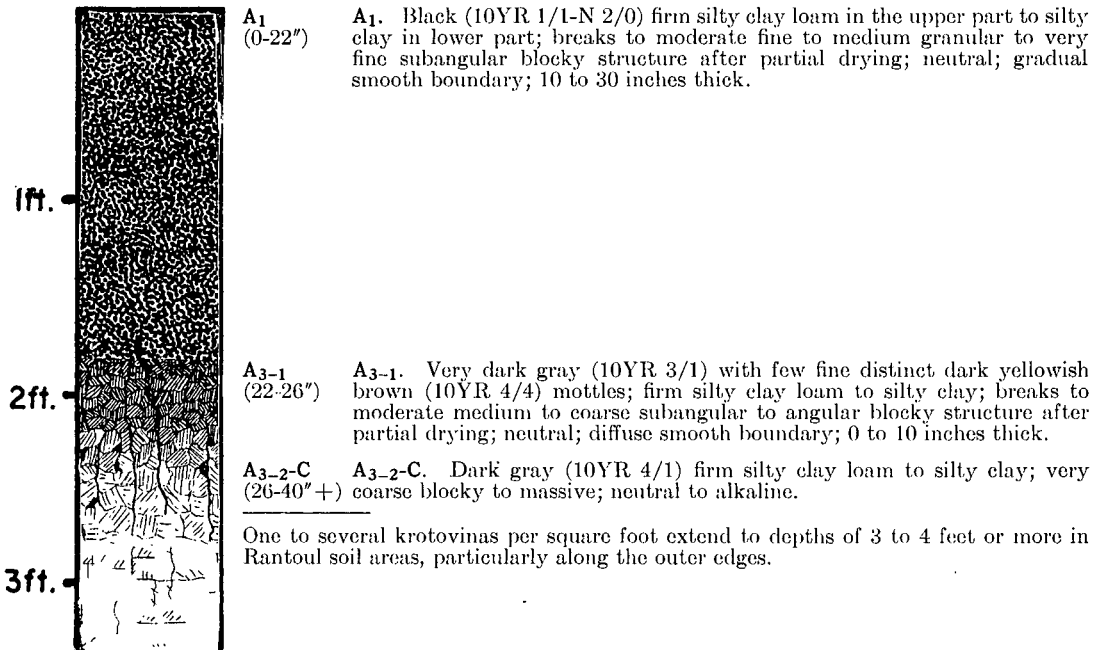 A1 A1. Black (10YR 1/1-N 2/0) firm silty clay loam in the upper part to silty
(0-22″) clay in lower part; breaks to moderate fine to medium granular to very
fine subangular blocky structure after partial drying; neutral; gradual
smooth boundary; 10 to 30 inches thick.
1ft.
A3-1 A3-1. Very dark gray (10YR 3/1) with few fine distinct dark yellowish
2ft. (22-26″) brown (10YR 4/4) mottles; firm silty clay loam to silty clay; breaks to
moderate medium to coarse subangular to angular blocky structure after
partial drying; neutral; diffuse smooth boundary; 0 to 10 inches thick.
A3-2-C A3-2-C. Dark gray (10YR 4/1) firm silty clay loam to silty clay; very
(26-40″+) coarse blocky to massive; neutral to alkaline.
One to several krotovinas per square foot extend to depths of 3 to 4 feet or more in
Rantoul soil areas, particularly along the outer edges.
3ft.